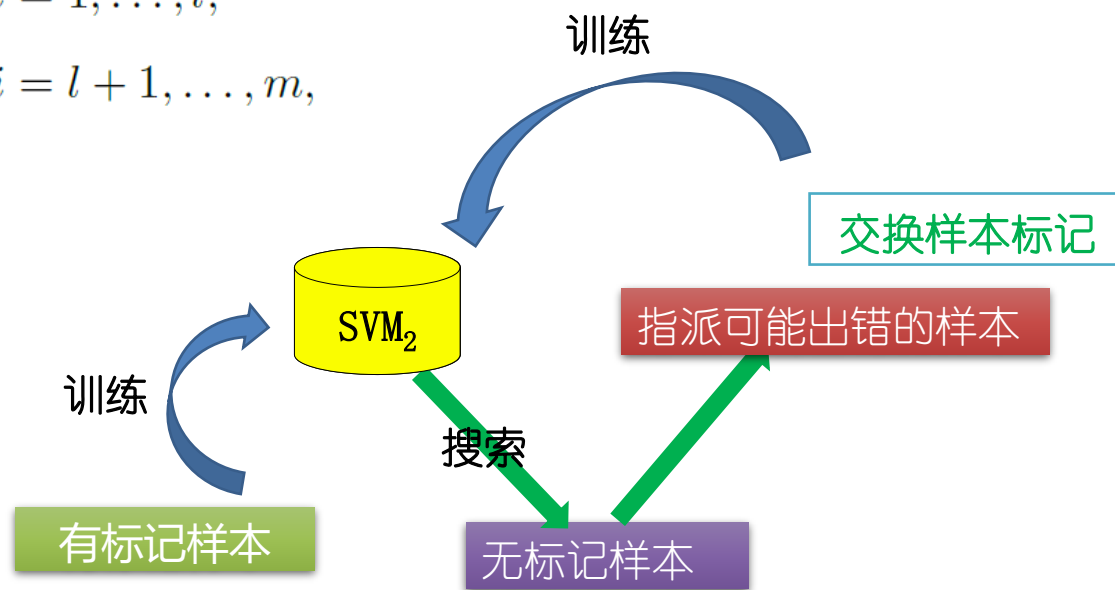 = 1, . . . , l,
i = l + 1, . . . , m,
训练
交换样本标记
指派可能出错的样本
SVM₂
训练
搜索
有标记样本
无标记样本